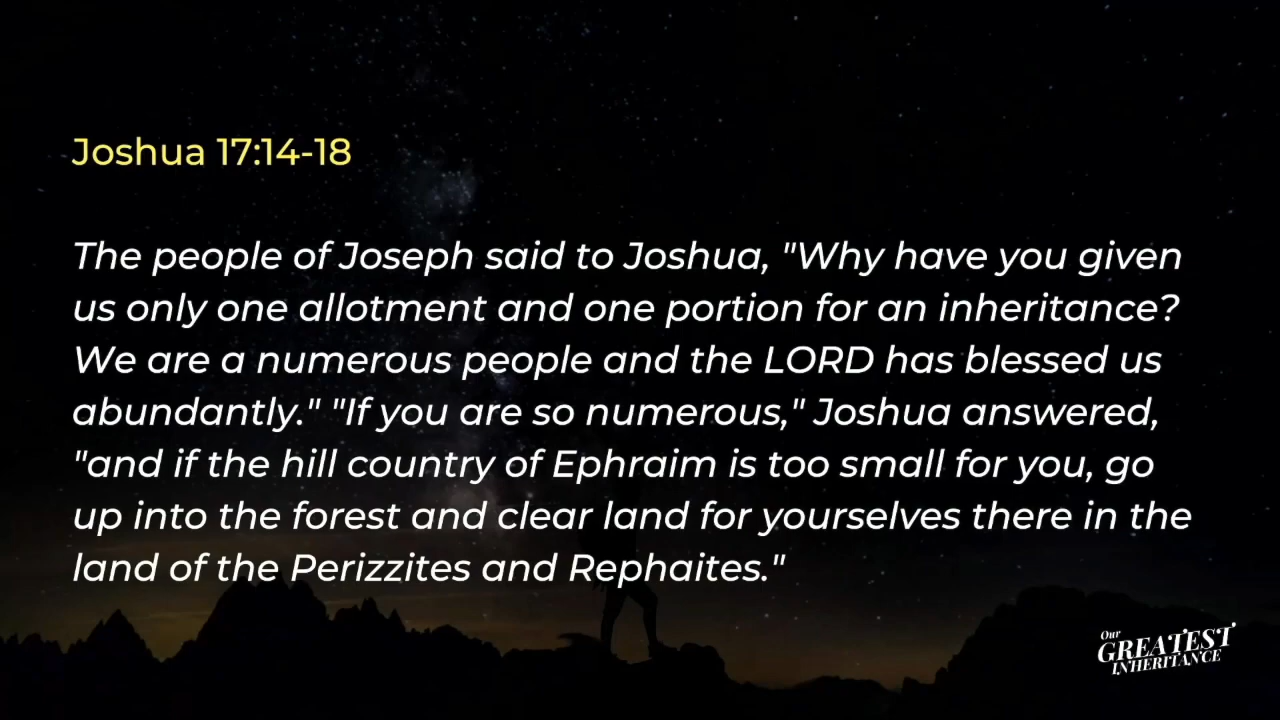 Joshua 17:14-18
The people of Joseph said to Joshua, "Why have you given
us only one allotment and one portion for an inheritance?
We are a numerous people and the LORD has blessed us
abundantly." "If you are so numerous," Joshua answered,
"and if the hill country of Ephraim is too small for you, go
up into the forest and clear land for yourselves there in the
land of the Perizzites and Rephaites."
Our
GREATEST
INHERITANCE